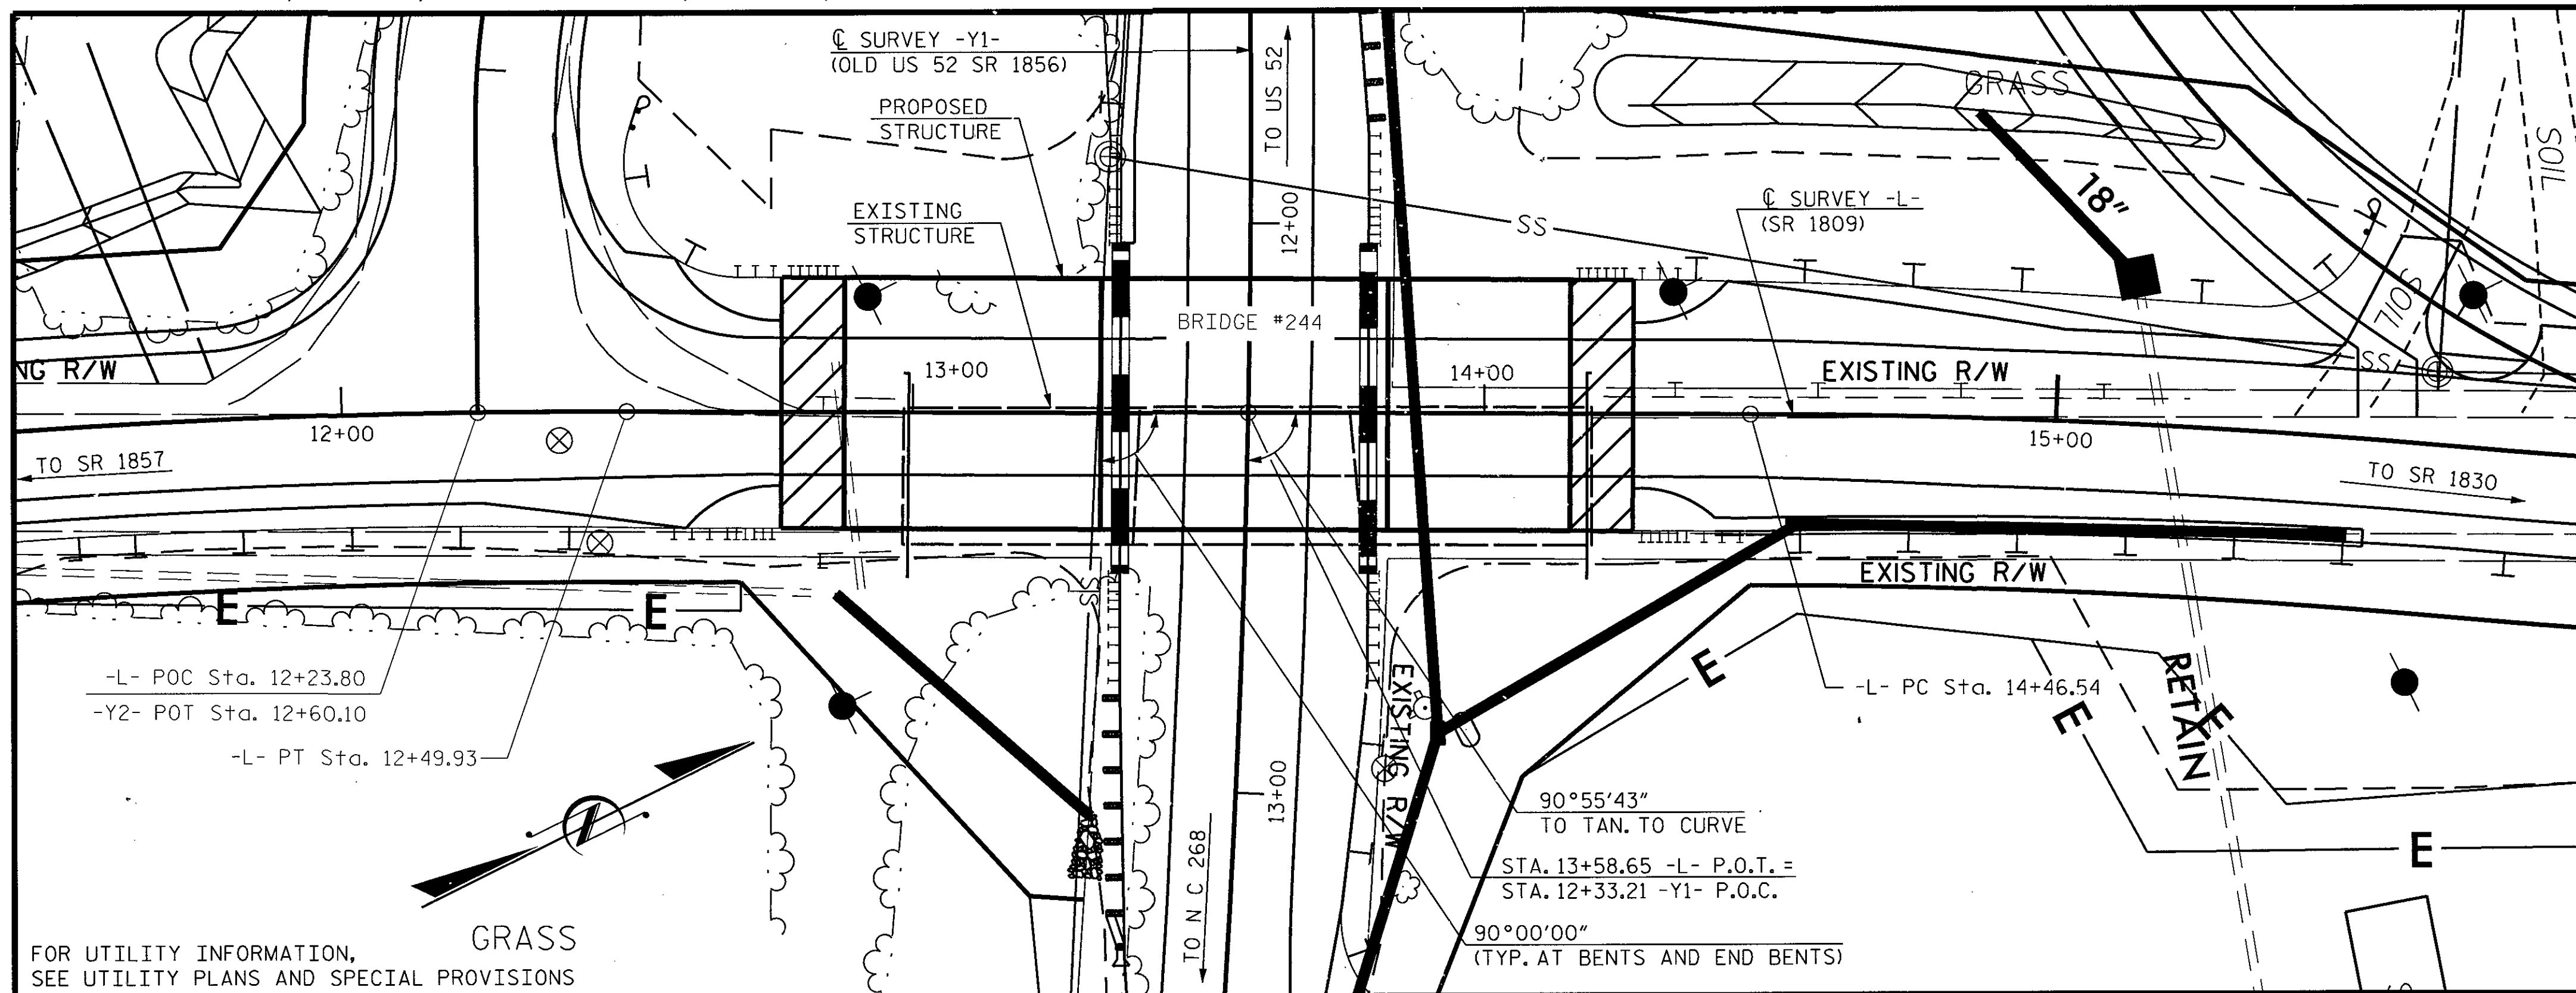 ℄ SURVEY -Y1-
(OLD US 52 SR 1856)
TO US 52
PROPOSED
STRUCTURE
GRASS
SOIL
18"
EXISTING
STRUCTURE
12+00
℄ SURVEY -L-
(SR 1809)
SS
SOIL
BRIDGE #244
NG R/W
13+00
14+00
EXISTING R/W
SS
12+00
15+00
TO SR 1857
TO SR 1830
EXISTING R/W
E
E
SS
E
-L- POC Sta. 12+23.80
-Y2- POT Sta. 12+60.10
EXISTING R/W
-L- PC Sta. 14+46.54
RETAIN
E
E
-L- PT Sta. 12+49.93
13+00
90°55'43"
TO TAN. TO CURVE
E
TO N C 268
STA. 13+58.65 -L- P.O.T. =
STA. 12+33.21 -Y1- P.O.C.
90°00'00"
(TYP. AT BENTS AND END BENTS)
GRASS
FOR UTILITY INFORMATION,
SEE UTILITY PLANS AND SPECIAL PROVISIONS